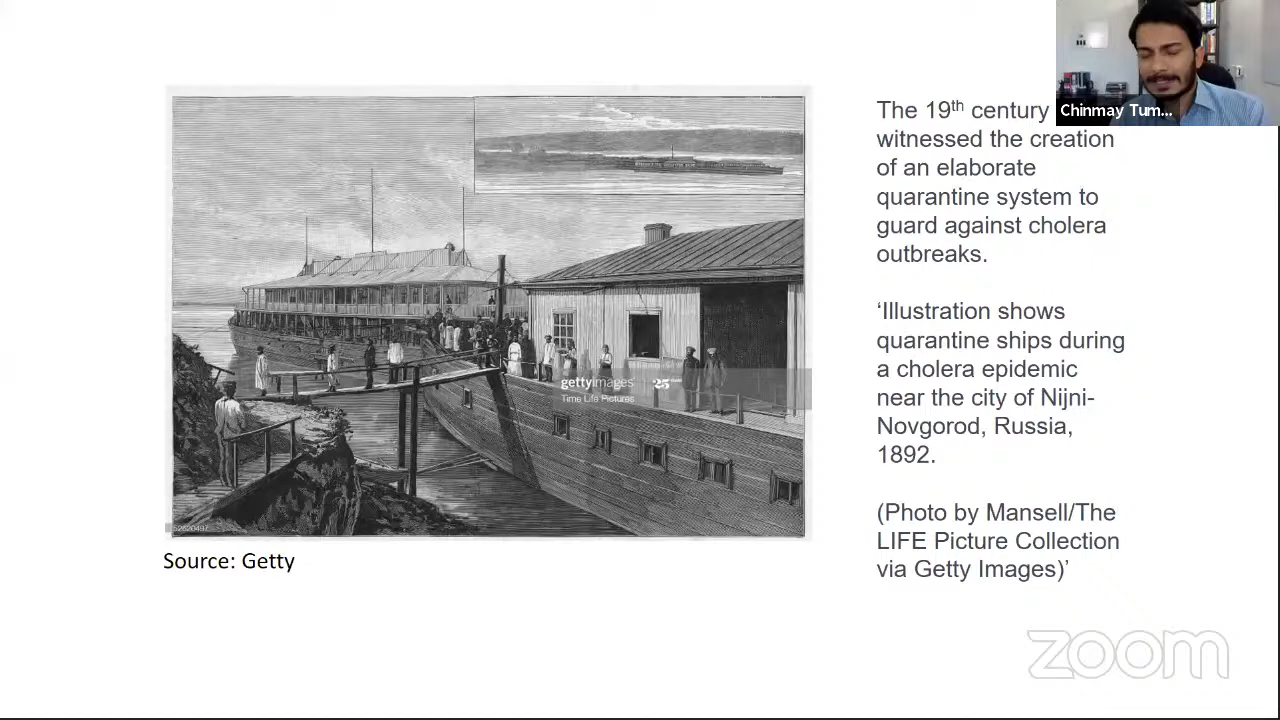 Chinmay Tum...
The 19th century
witnessed the creation
of an elaborate
quarantine system to
guard against cholera
outbreaks.
‘Illustration shows
quarantine ships during
a cholera epidemic
near the city of Nijni-
Novgorod, Russia,
1892.
(Photo by Mansell/The
LIFE Picture Collection
via Getty Images)’
gettyimages
25
Time Life Pictures
Source: Getty
zoom